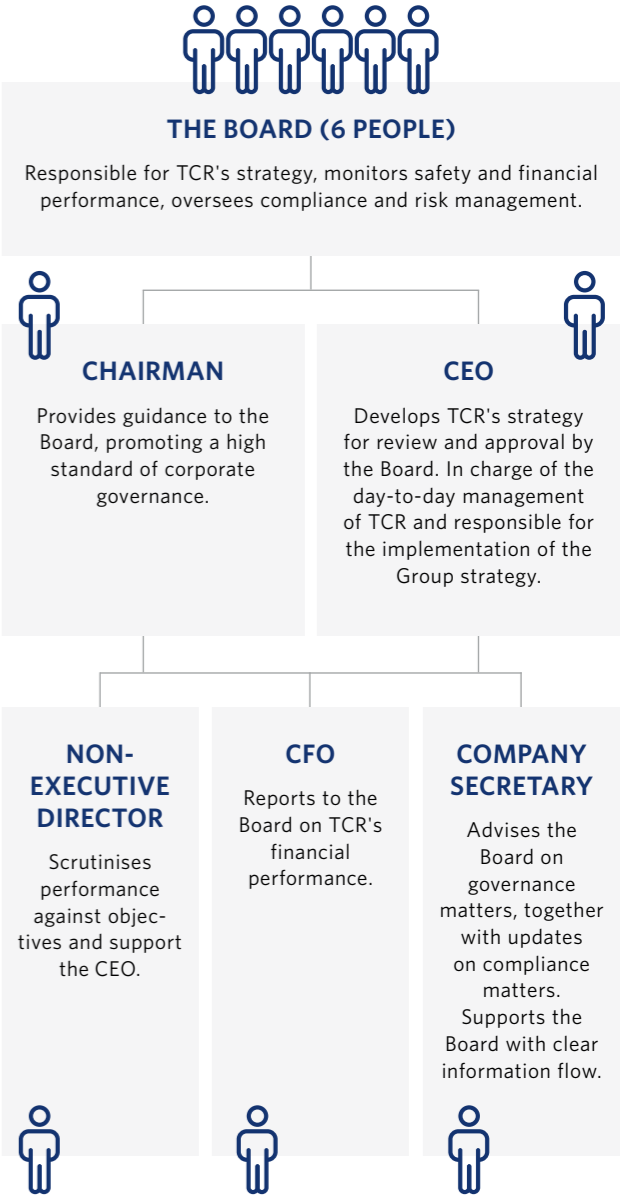 THE BOARD (6 PEOPLE)
Responsible for TCR's strategy, monitors safety and financial
performance, oversees compliance and risk management.
CHAIRMAN
Provides guidance to the
Board, promoting a high
standard of corporate
governance.
CEO
Develops TCR's strategy
for review and approval by
the Board. In charge of the
day-to-day management
of TCR and responsible for
the implementation of the
Group strategy.
NON-
EXECUTIVE
DIRECTOR
Scrutinises
performance
against objec-
tives and support
the CEO.
CFO
Reports to the
Board on TCR's
financial
performance.
COMPANY
SECRETARY
Advises the
Board on
governance
matters, together
with updates
on compliance
matters.
Supports the
Board with clear
information flow.